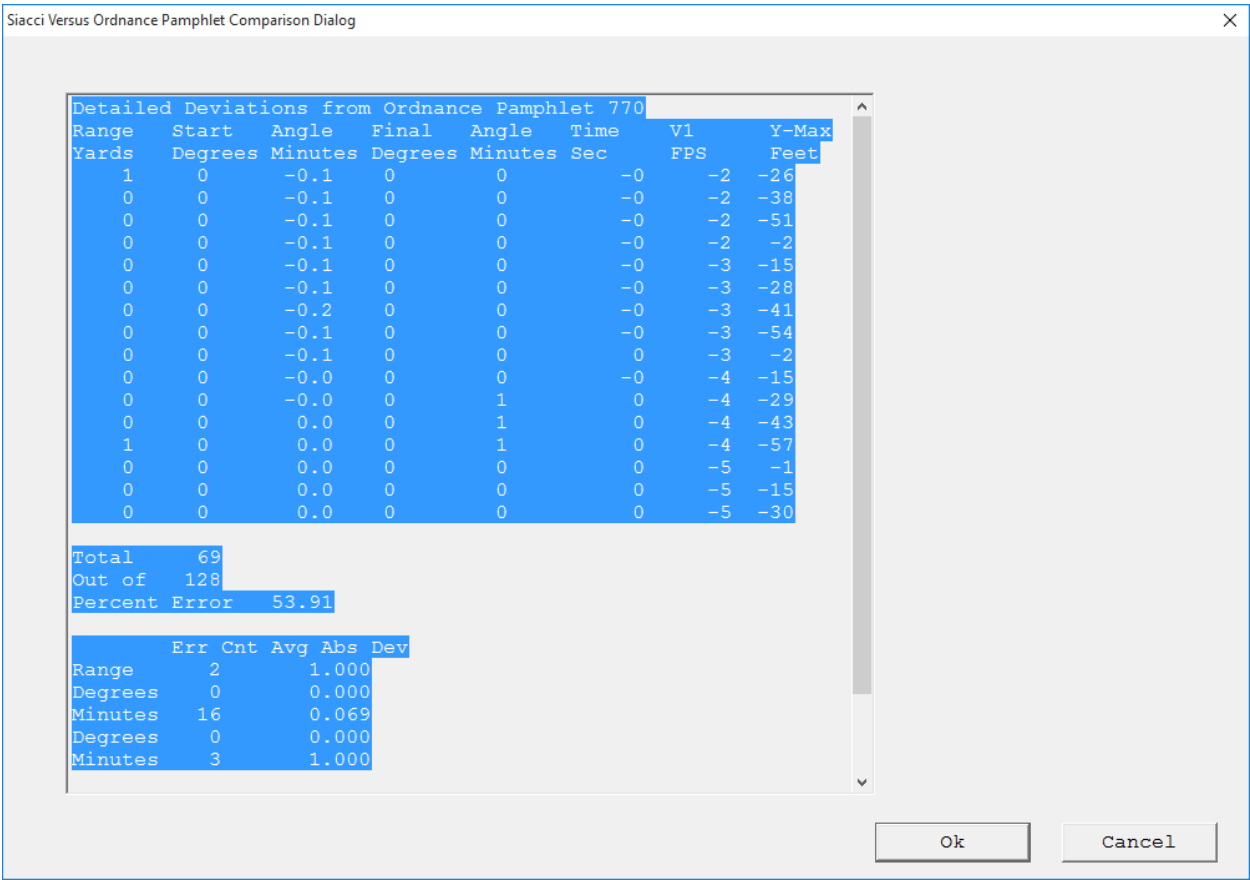 Siacci Versus Ordnance Pamphlet Comparison Dialog
Detailed Deviations from Ordnance Pamphlet 770
Range Start Angle Final Angle Time V1 Y-Max
Yards Degrees Minutes Degrees Minutes Sec FPS Feet
1 0 -0.1 0 0 -0 -2 -26
0 0 -0.1 0 0 -0 -2 -38
0 0 -0.1 0 0 -0 -2 -51
0 0 -0.1 0 0 -0 -2 -2
0 0 -0.1 0 0 -0 -3 -15
0 0 -0.1 0 0 -0 -3 -28
0 0 -0.2 0 0 -0 -3 -41
0 0 -0.1 0 0 -0 -3 -54
0 0 -0.1 0 0 0 -3 -2
0 0 -0.0 0 0 -0 -4 -15
0 0 -0.0 0 1 0 -4 -29
0 0 0.0 0 1 0 -4 -43
1 0 0.0 0 1 0 -4 -57
0 0 0.0 0 0 0 -5 -1
0 0 0.0 0 0 0 -5 -15
0 0 0.0 0 0 0 -5 -30
Total 69
Out of 128
Percent Error 53.91
Err Cnt Avg Abs Dev
Range 2 1.000
Degrees 0 0.000
Minutes 16 0.069
Degrees 0 0.000
Minutes 3 1.000
Ok Cancel